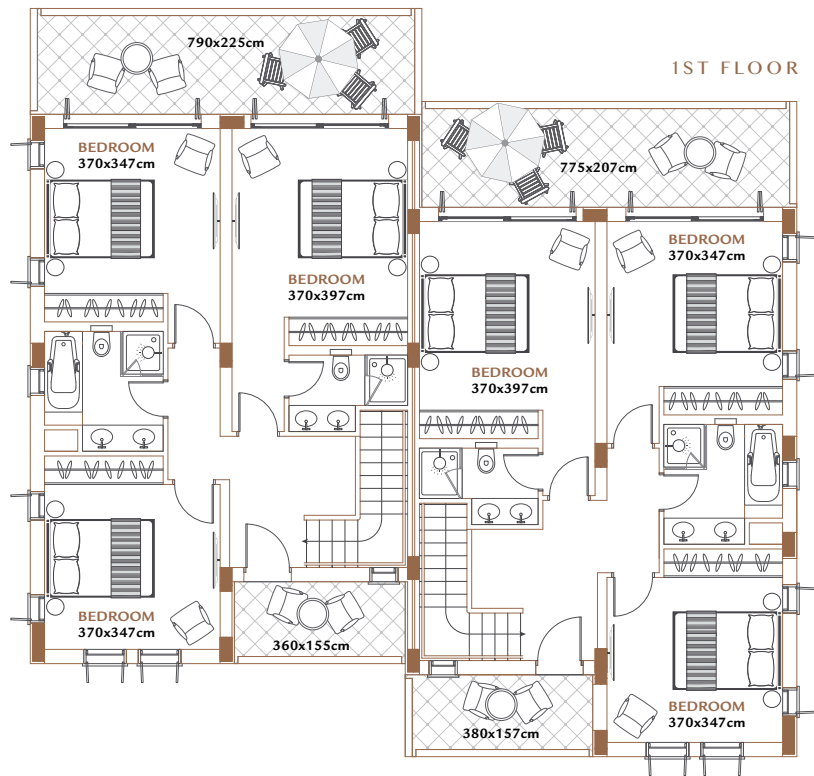 1ST FLOOR
790x225cm
775x207cm
BEDROOM
370x347cm
BEDROOM
370x397cm
BEDROOM
370x347cm
BEDROOM
370x397cm
BEDROOM
370x347cm
360x155cm
BEDROOM
370x347cm
380x157cm